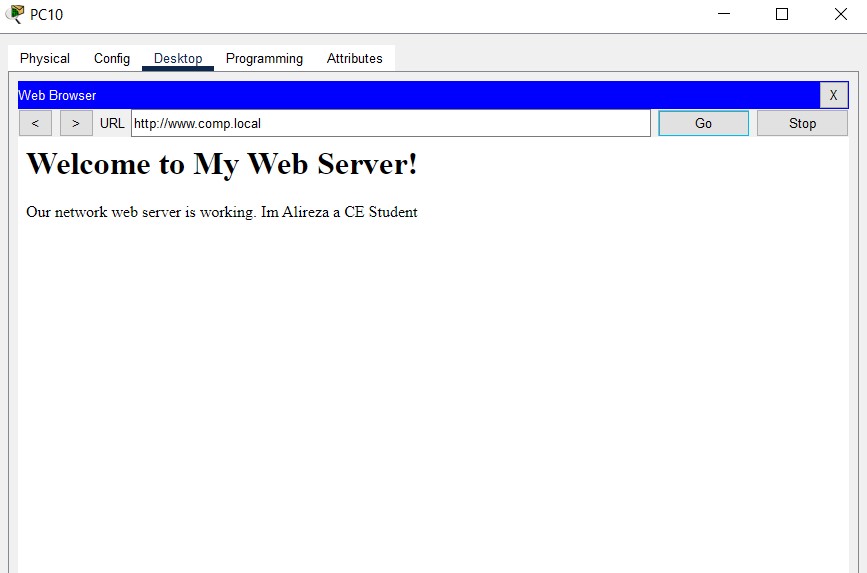 PC10
Physical Config Desktop Programming Attributes
Web Browser X
< > URL http://www.comp.local Go Stop
Welcome to My Web Server!
Our network web server is working. Im Alireza a CE Student